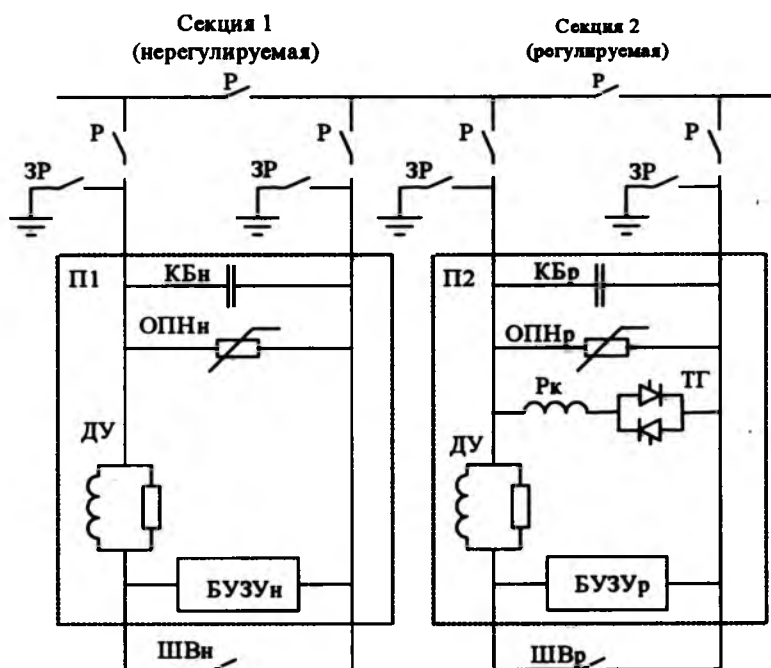 Секция 1
(нерегулируемая)
Секция 2
(регулируемая)
Р
Р
Р
Р
Р
Р
ЗР
ЗР
ЗР
ЗР
П1
КБн
П2
КБр
ОПНн
ОПНр
Рк
ТГ
ДУ
ДУ
БУЗУн
БУЗУр
ШВн
ШВр